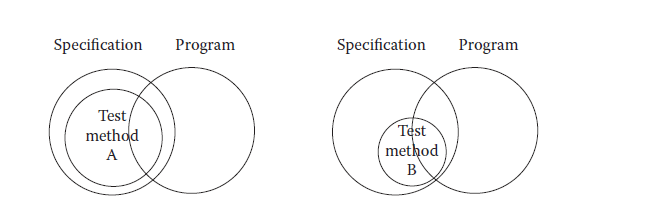 Specification Program
Test
method
A
Specification Program
Test
method
B